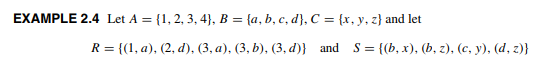 EXAMPLE 2.4 Let A = {1, 2, 3, 4}, B = {a, b, c, d}, C = {x, y, z} and let
R = {(1, a), (2, d), (3, a), (3, b), (3, d)} and S = {(b, x), (b, z), (c, y), (d, z)}